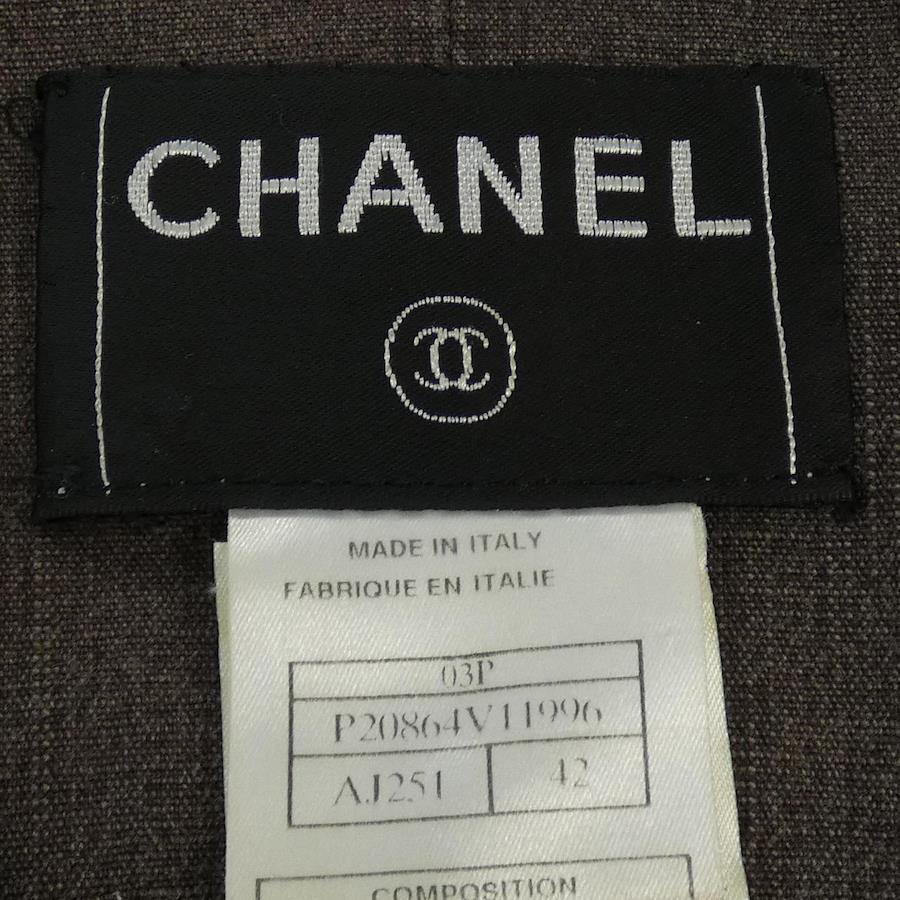 CHANEL
MADE IN ITALY
FABRIQUE EN ITALIE
03P
P20864V11996
AJ251 42
COMPOSITION